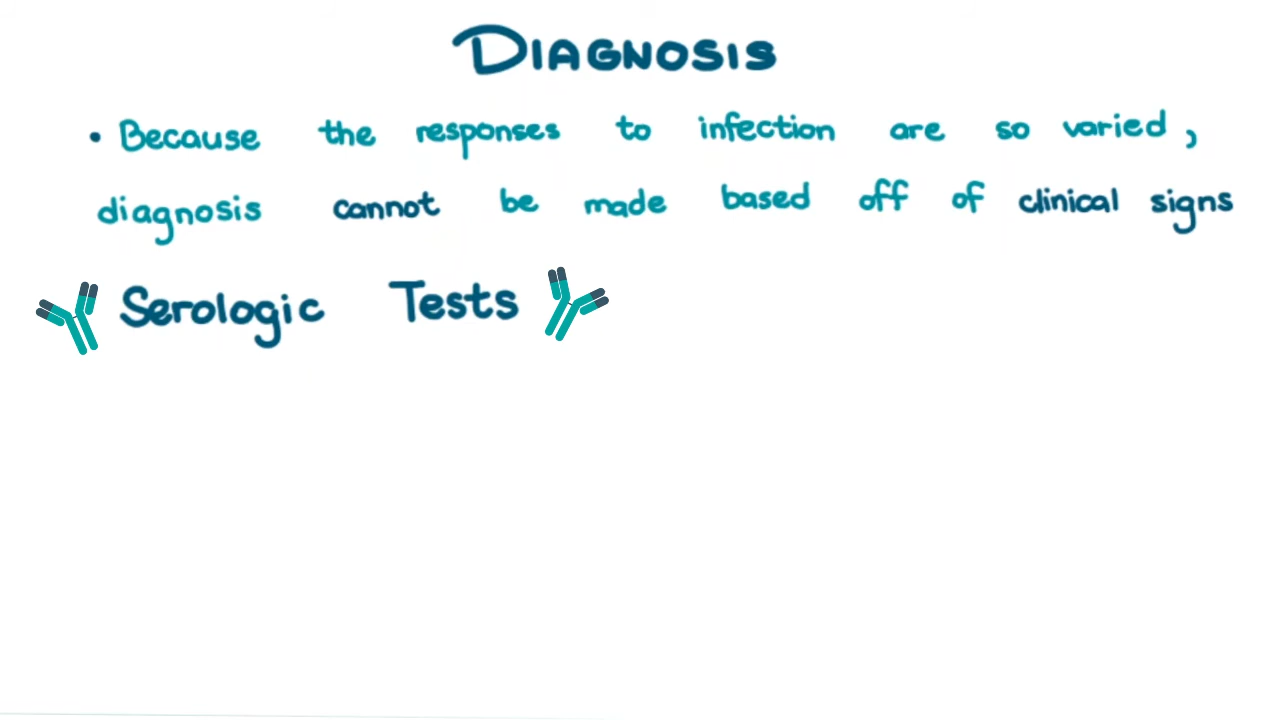 DIAGNOSIS
• Because the responses to infection are so varied,
diagnosis cannot be made based off of clinical signs
Serologic Tests